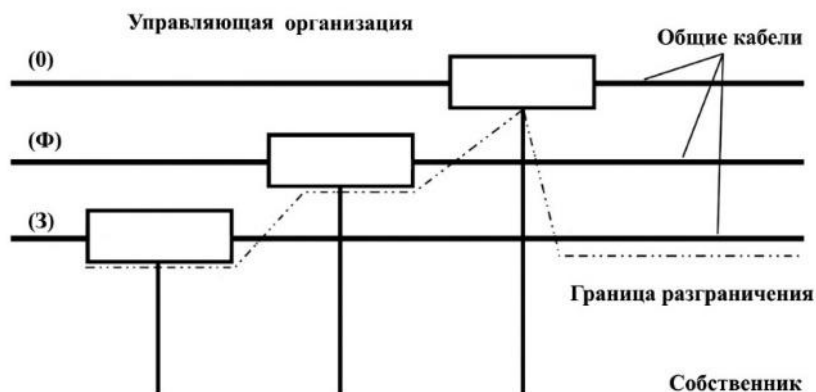 Управляющая организация
Общие кабели
(0)
(Ф)
(З)
Граница разграничения
Собственник